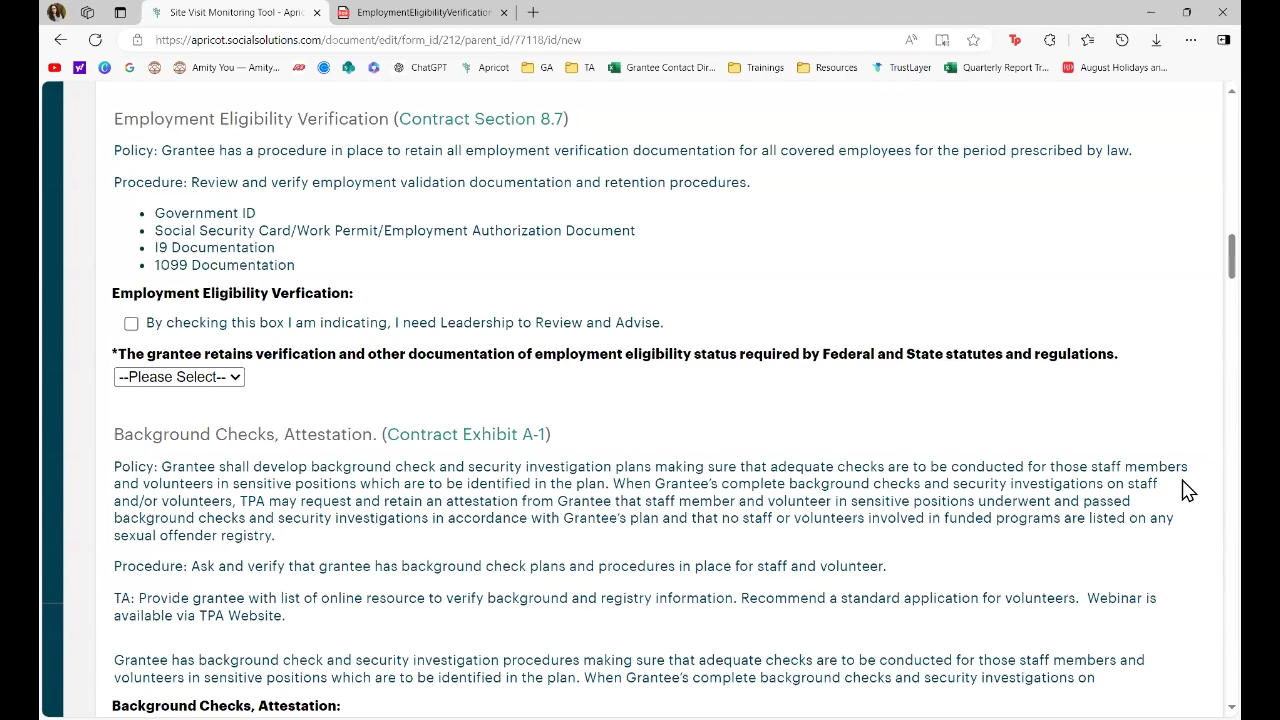 Site Visit Monitoring Tool - Apric
EmploymentEligibilityVerification
https://apricot.socialsolutions.com/document/edit/form_id/212/parent_id/77118/id/new
Amity You — Amity... ChatGPT Apricot GA TA Grantee Contact Dir... Trainings Resources TrustLayer Quarterly Report Tr... August Holidays an...
Employment Eligibility Verification (Contract Section 8.7)
Policy: Grantee has a procedure in place to retain all employment verification documentation for all covered employees for the period prescribed by law.
Procedure: Review and verify employment validation documentation and retention procedures.
• Government ID
• Social Security Card/Work Permit/Employment Authorization Document
• I9 Documentation
• 1099 Documentation
Employment Eligibility Verfication:
By checking this box I am indicating, I need Leadership to Review and Advise.
*The grantee retains verification and other documentation of employment eligibility status required by Federal and State statutes and regulations.
--Please Select--
Background Checks, Attestation. (Contract Exhibit A-1)
Policy: Grantee shall develop background check and security investigation plans making sure that adequate checks are to be conducted for those staff members
and volunteers in sensitive positions which are to be identified in the plan. When Grantee's complete background checks and security investigations on staff
and/or volunteers, TPA may request and retain an attestation from Grantee that staff member and volunteer in sensitive positions underwent and passed
background checks and security investigations in accordance with Grantee's plan and that no staff or volunteers involved in funded programs are listed on any
sexual offender registry.
Procedure: Ask and verify that grantee has background check plans and procedures in place for staff and volunteer.
TA: Provide grantee with list of online resource to verify background and registry information. Recommend a standard application for volunteers. Webinar is
available via TPA Website.
Grantee has background check and security investigation procedures making sure that adequate checks are to be conducted for those staff members and
volunteers in sensitive positions which are to be identified in the plan. When Grantee's complete background checks and security investigations on
Background Checks, Attestation: